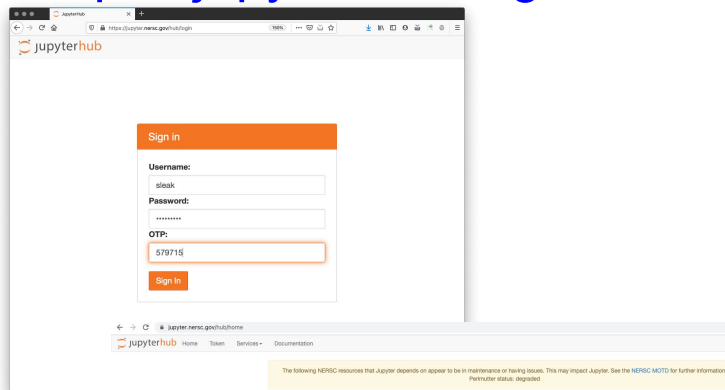 JupyterHub
https://jupyter.nersc.gov/hub/login
150%
jupyterhub
Sign in
Username:
sleak
Password:
•••••••••
OTP:
579715
Sign In
jupyter.nersc.gov/hub/home
jupyterhub Home Token Services Documentation
The following NERSC resources that Jupyter depends on appear to be in maintenance or having issues. This may impact Jupyter. See the NERSC MOTD for further information
Perlmutter status: degraded